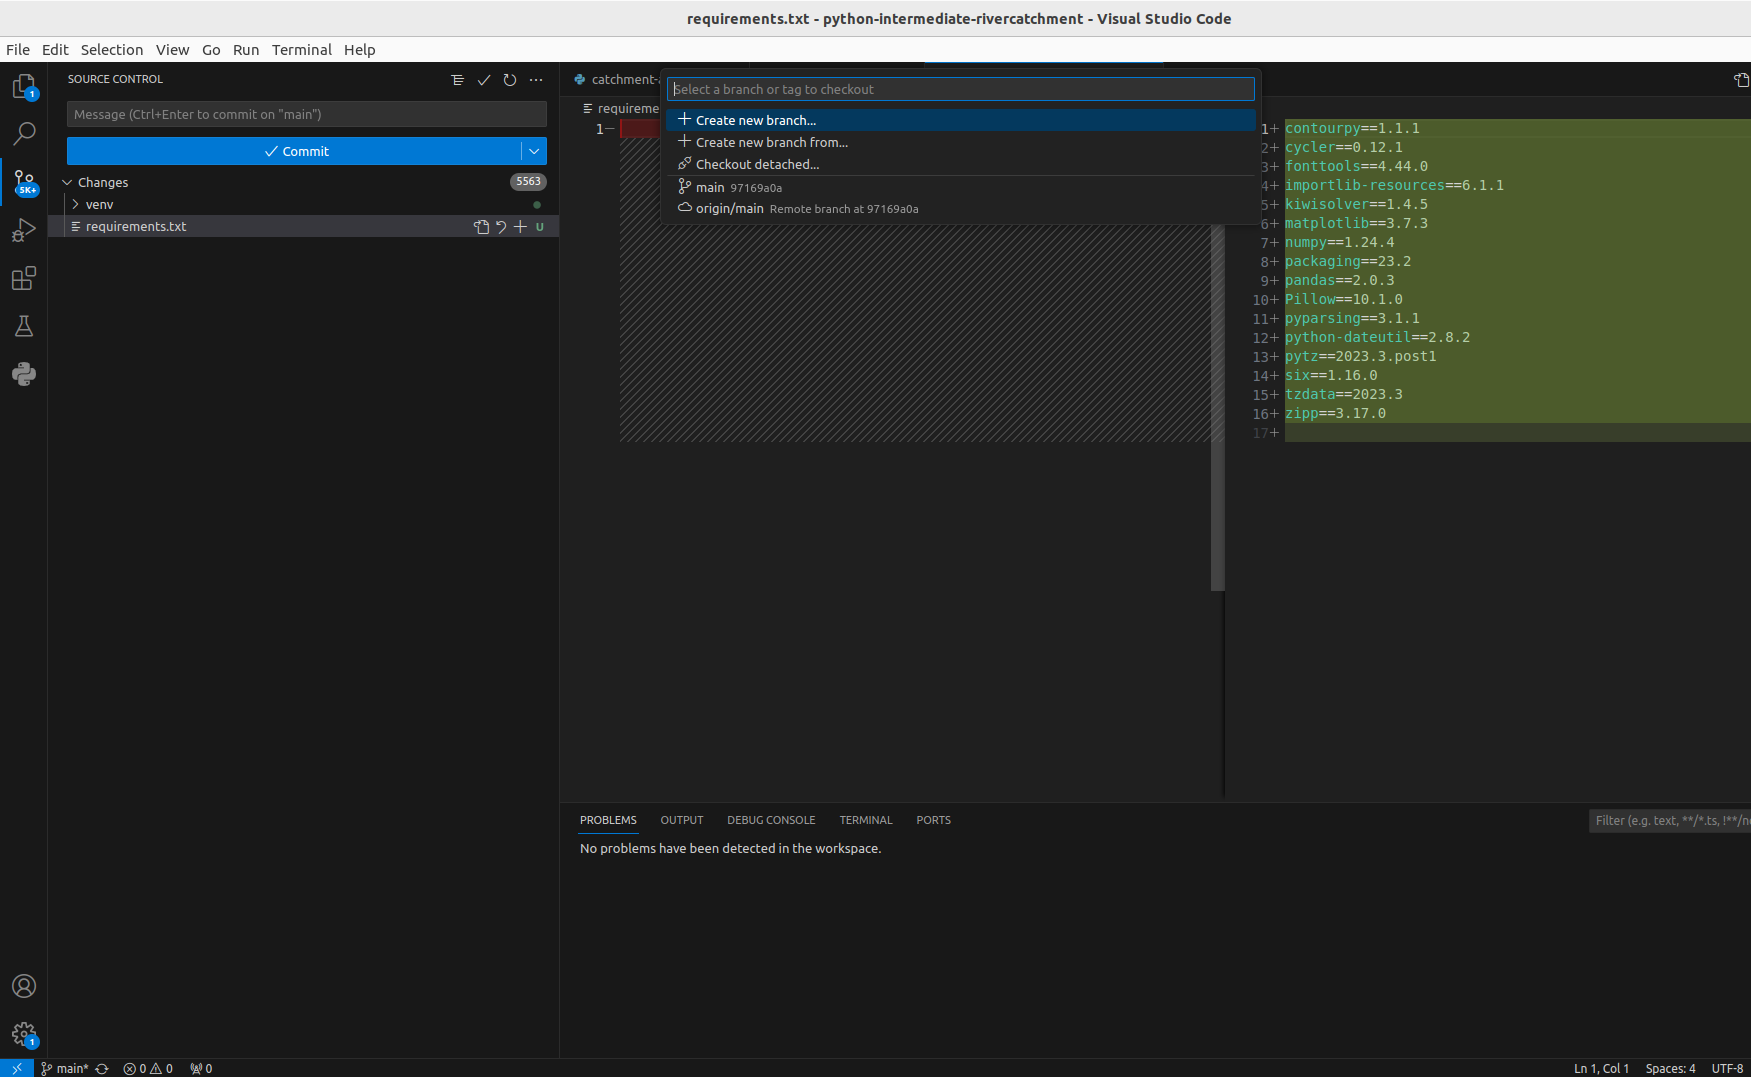 requirements.txt - python-intermediate-rivercatchment - Visual Studio Code
File Edit Selection View Go Run Terminal Help
SOURCE CONTROL
Message (Ctrl+Enter to commit on "main")
Commit
Changes 5563
venv
requirements.txt U
1
5K+
1
catchment-
requireme
Select a branch or tag to checkout
Create new branch...
Create new branch from...
Checkout detached...
main 97169a0a
origin/main Remote branch at 97169a0a
1−
1+ contourpy==1.1.1
2+ cycler==0.12.1
3+ fonttools==4.44.0
4+ importlib-resources==6.1.1
5+ kiwisolver==1.4.5
6+ matplotlib==3.7.3
7+ numpy==1.24.4
8+ packaging==23.2
9+ pandas==2.0.3
10+ Pillow==10.1.0
11+ pyparsing==3.1.1
12+ python-dateutil==2.8.2
13+ pytz==2023.3.post1
14+ six==1.16.0
15+ tzdata==2023.3
16+ zipp==3.17.0
17+
PROBLEMS OUTPUT DEBUG CONSOLE TERMINAL PORTS
Filter (e.g. text, **/*.ts, !**/n
No problems have been detected in the workspace.
main* 0 0 0
Ln 1, Col 1 Spaces: 4 UTF-8